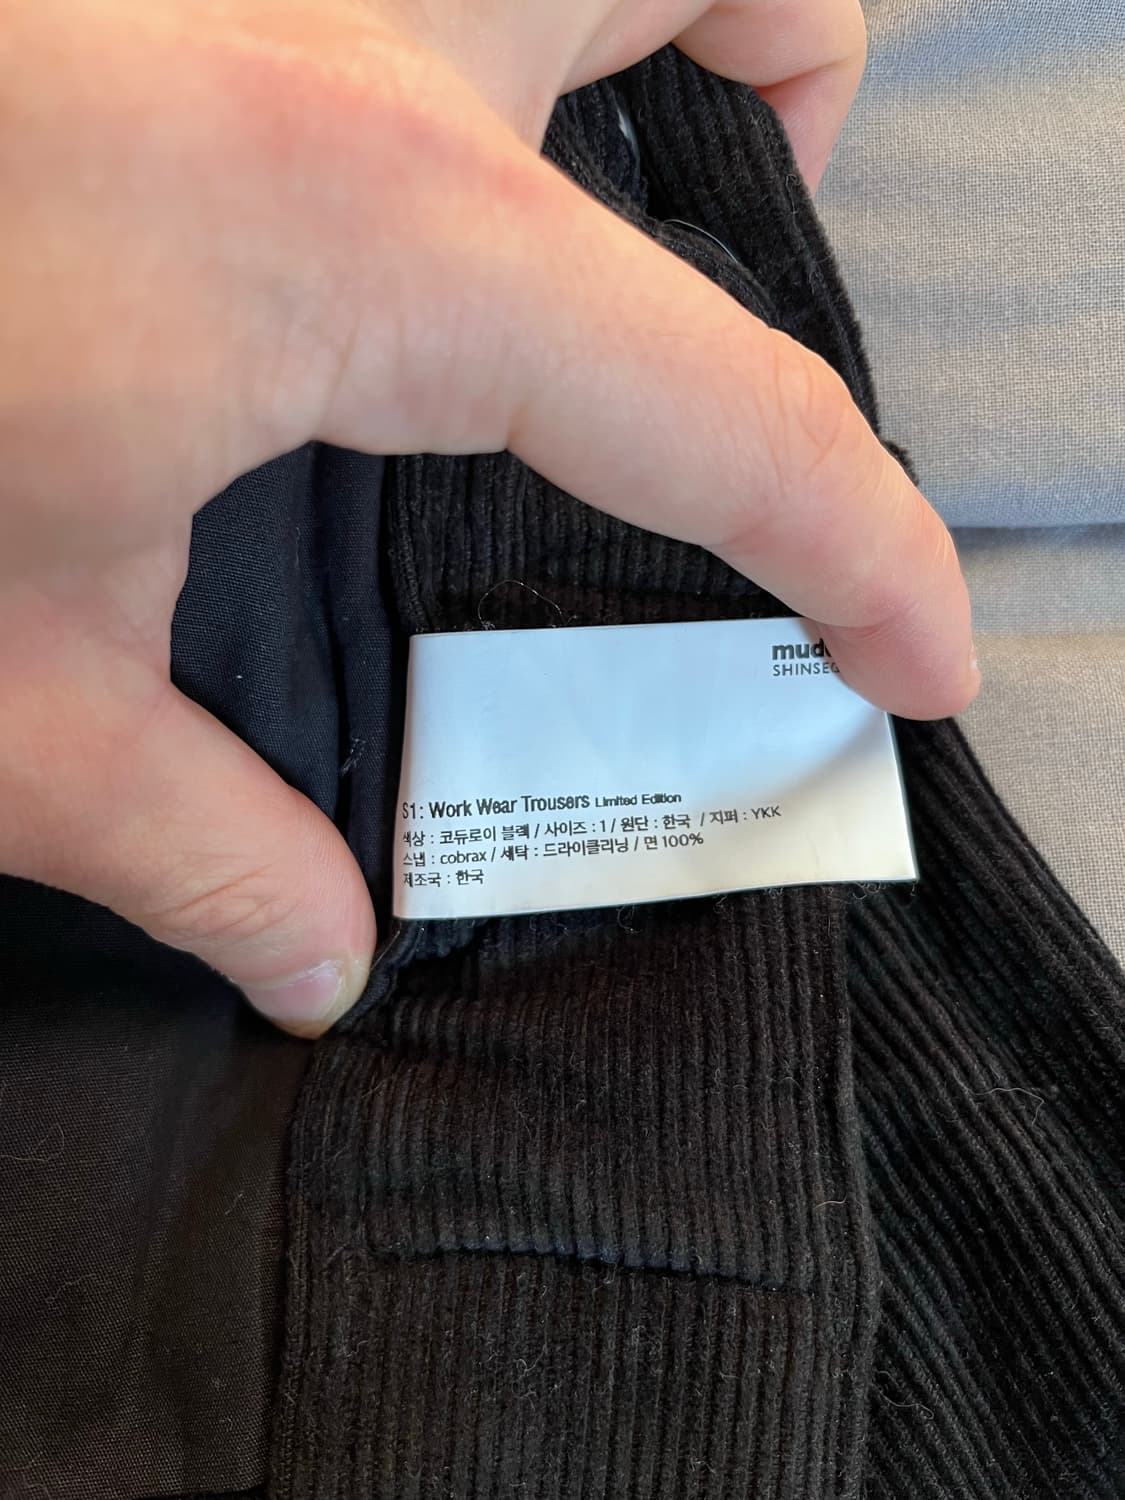 SHINSEG
S1: Work Wear Trousers Limited Edition
색상 : 코듀로이 블랙 / 사이즈 : 1 / 원단 : 한국 / 지퍼 : YKK
스냅 : cobrax / 세탁 : 드라이클리닝 / 면 100%
제조국 : 한국